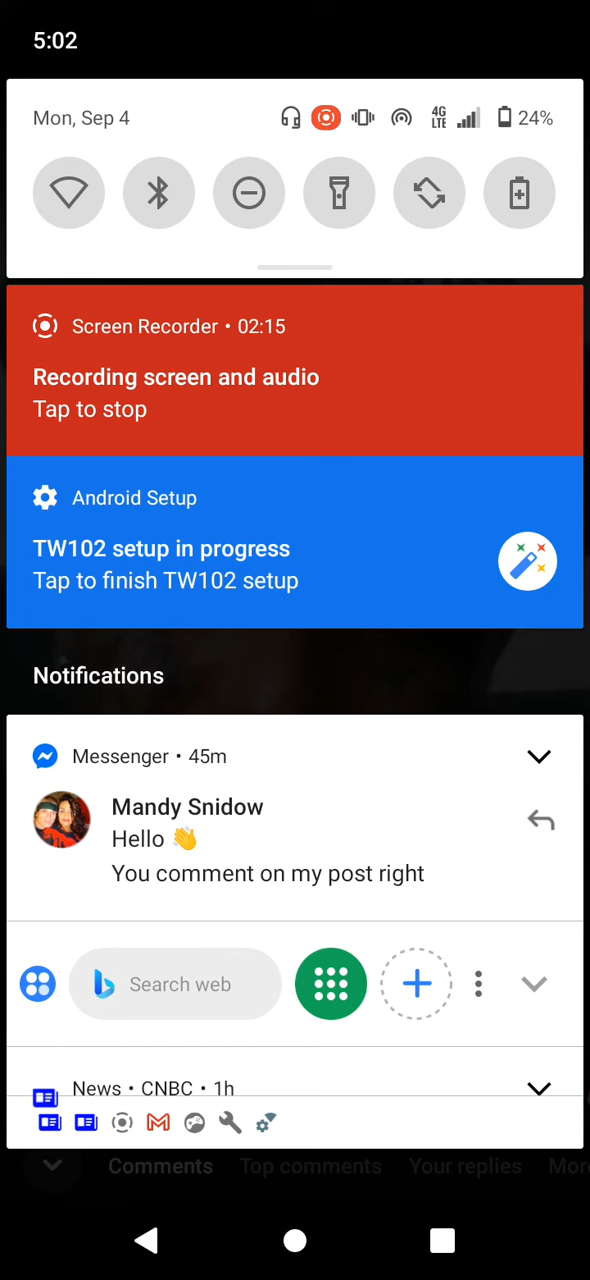 5:02
Mon, Sep 4
4G
LTE
24%
Screen Recorder • 02:15
Recording screen and audio
Tap to stop
Android Setup
TW102 setup in progress
Tap to finish TW102 setup
Notifications
Messenger • 45m
Mandy Snidow
Hello 👋
You comment on my post right
Search web
News • CNBC • 1h
Comments
Top comments
Your replies
Mor